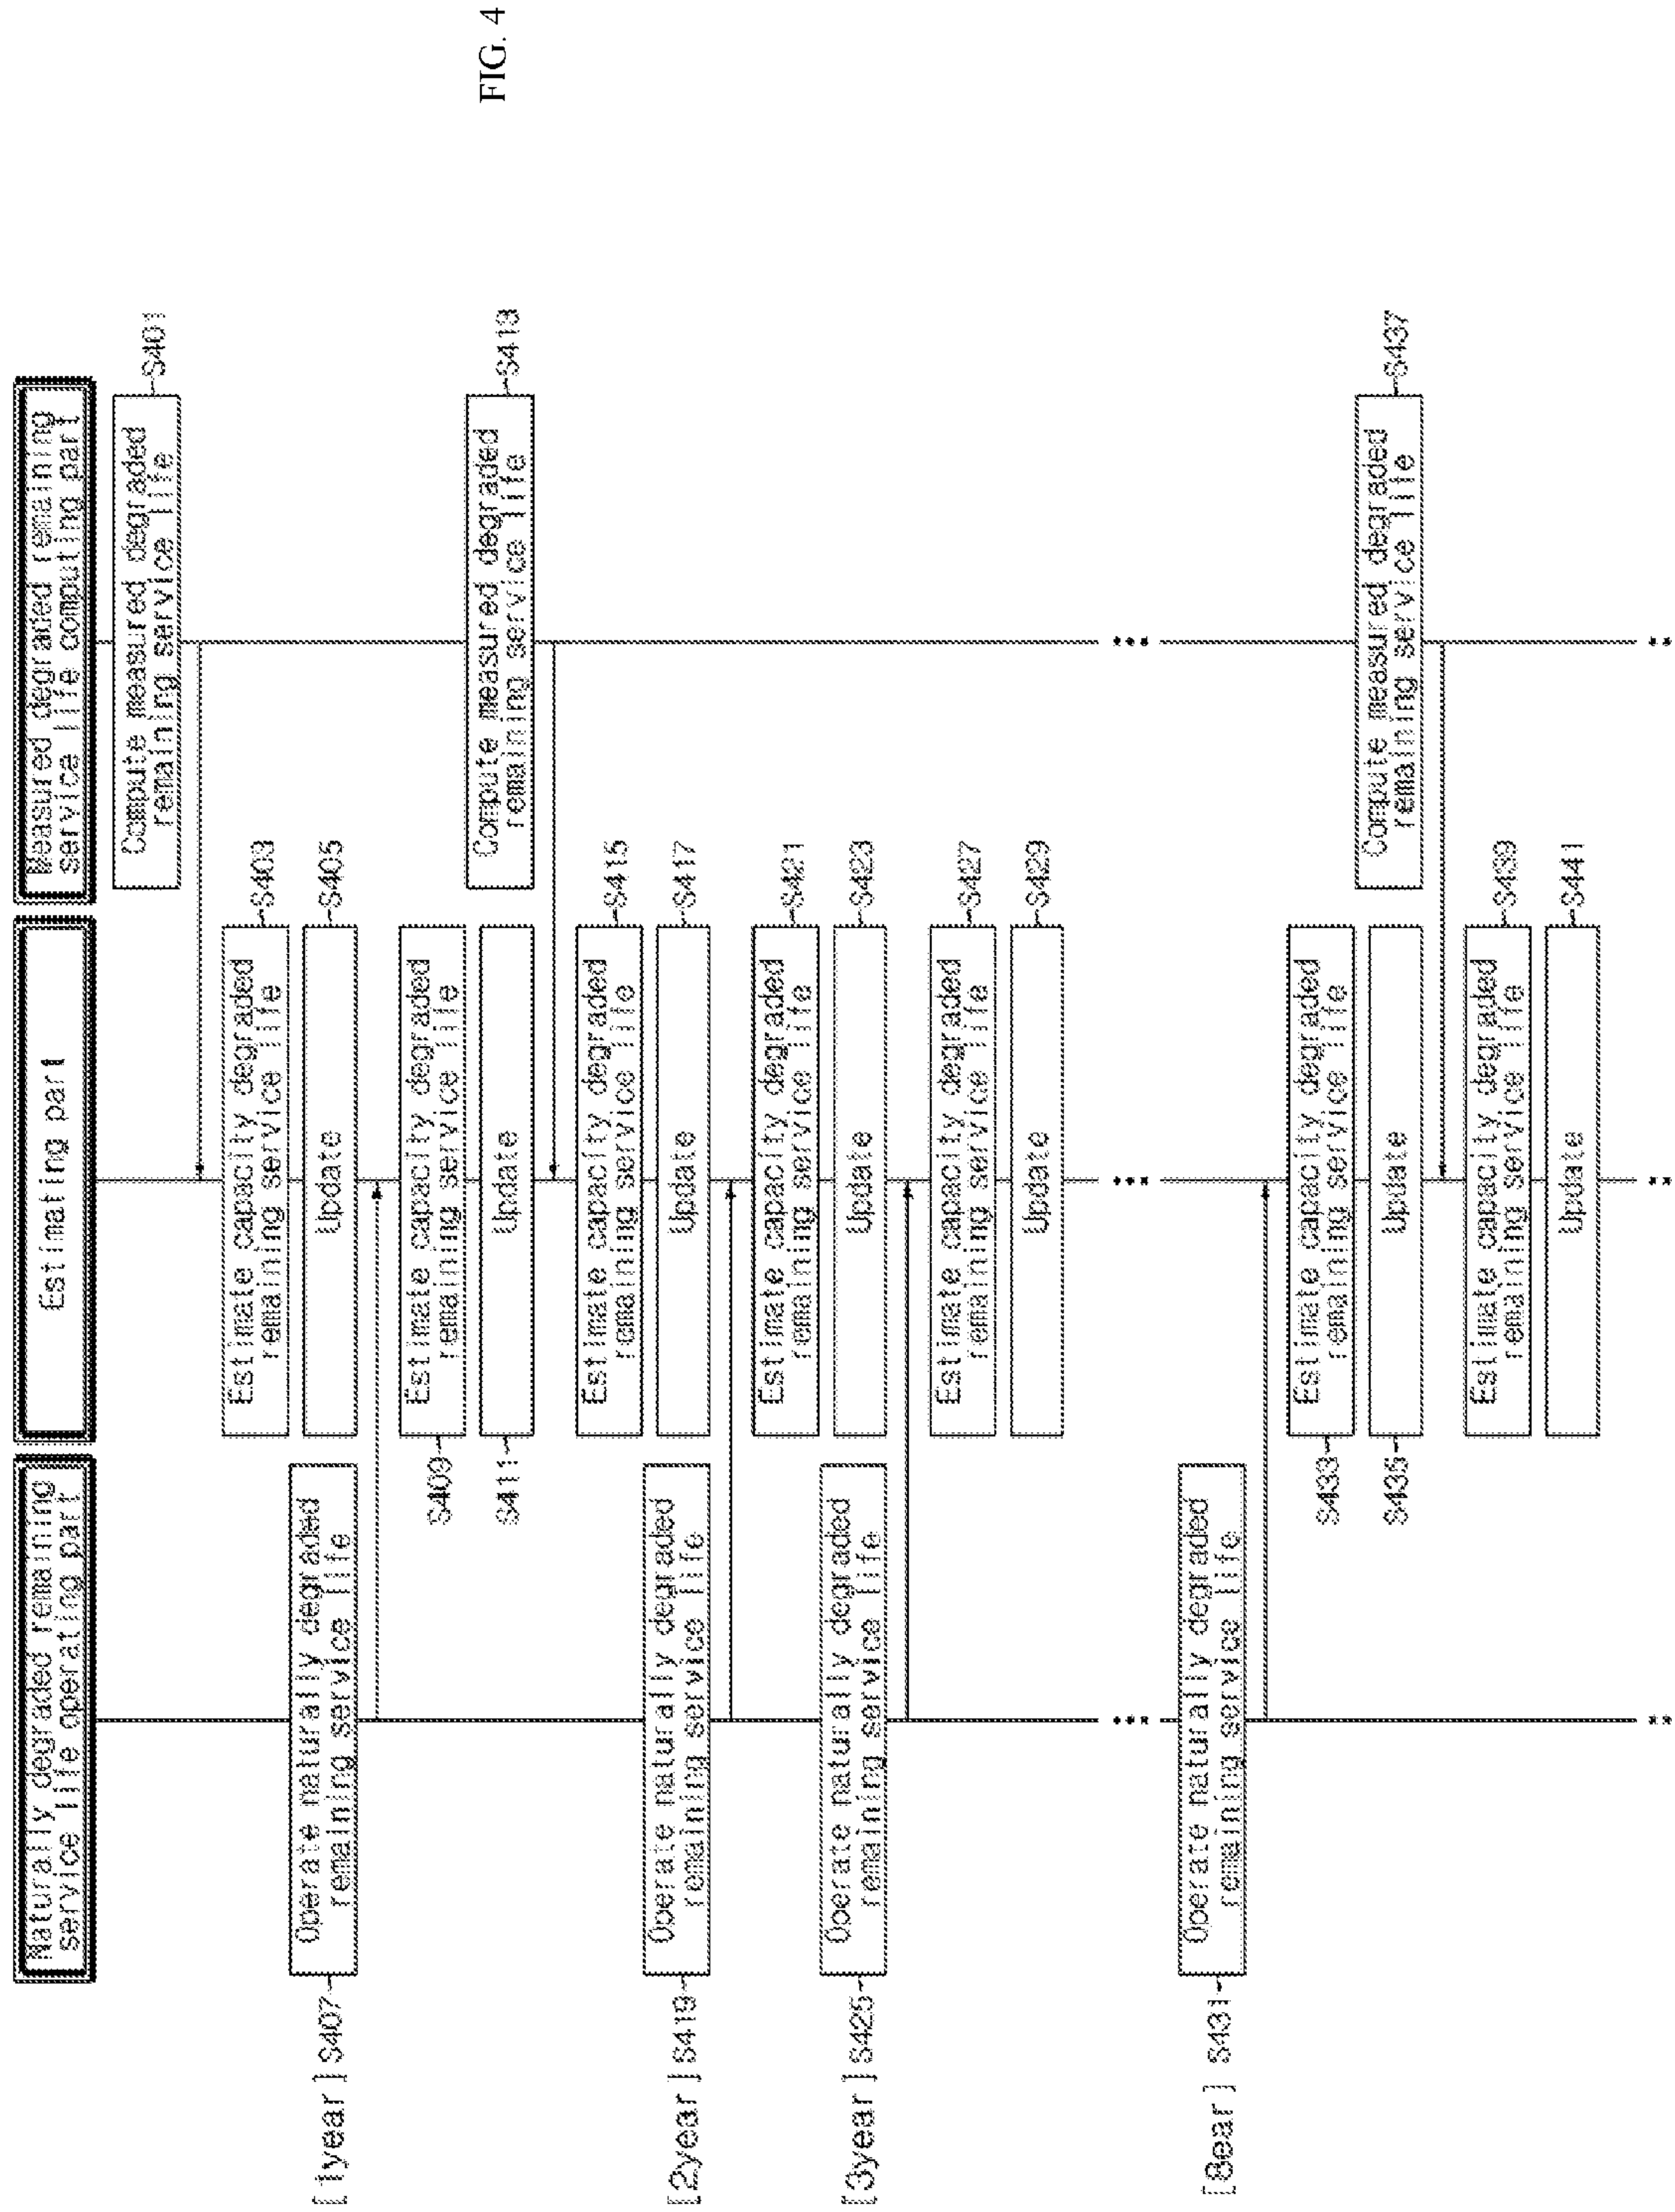 FIG. 4
Naturally degraded remaining
service life operating part
Estimating part
Measured degraded remaining
service life computing part
Compute measured degraded
remaining service life
S401
Estimate capacity degraded
remaining service life
S403
[1year] S407
Operate naturally degraded
remaining service life
Update
S405
S409
Estimate capacity degraded
remaining service life
S411
Update
Compute measured degraded
remaining service life
S413
Estimate capacity degraded
remaining service life
S415
[2year] S419
Operate naturally degraded
remaining service life
Update
S417
Estimate capacity degraded
remaining service life
S421
[3year] S425
Operate naturally degraded
remaining service life
Update
S423
Estimate capacity degraded
remaining service life
S427
Update
S429
[8ear] S431
Operate naturally degraded
remaining service life
S433
Estimate capacity degraded
remaining service life
S435
Update
Compute measured degraded
remaining service life
S437
Estimate capacity degraded
remaining service life
S439
Update
S441